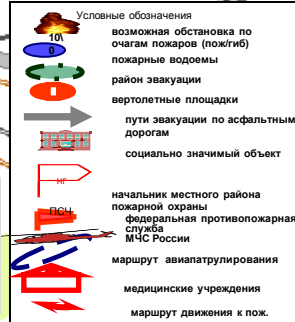 Условные обозначения
возможная обстановка по
очагам пожаров (пож/гиб)
10\
0
пожарные водоемы
район эвакуации
вертолетные площадки
пути эвакуации по асфальтным
дорогам
социально значимый объект
НГ
начальник местного района
пожарной охраны
ПСЧ
федеральная противопожарная
служба
МЧС России
маршрут авиапатрулирования
медицинские учреждения
маршрут движения к пож.